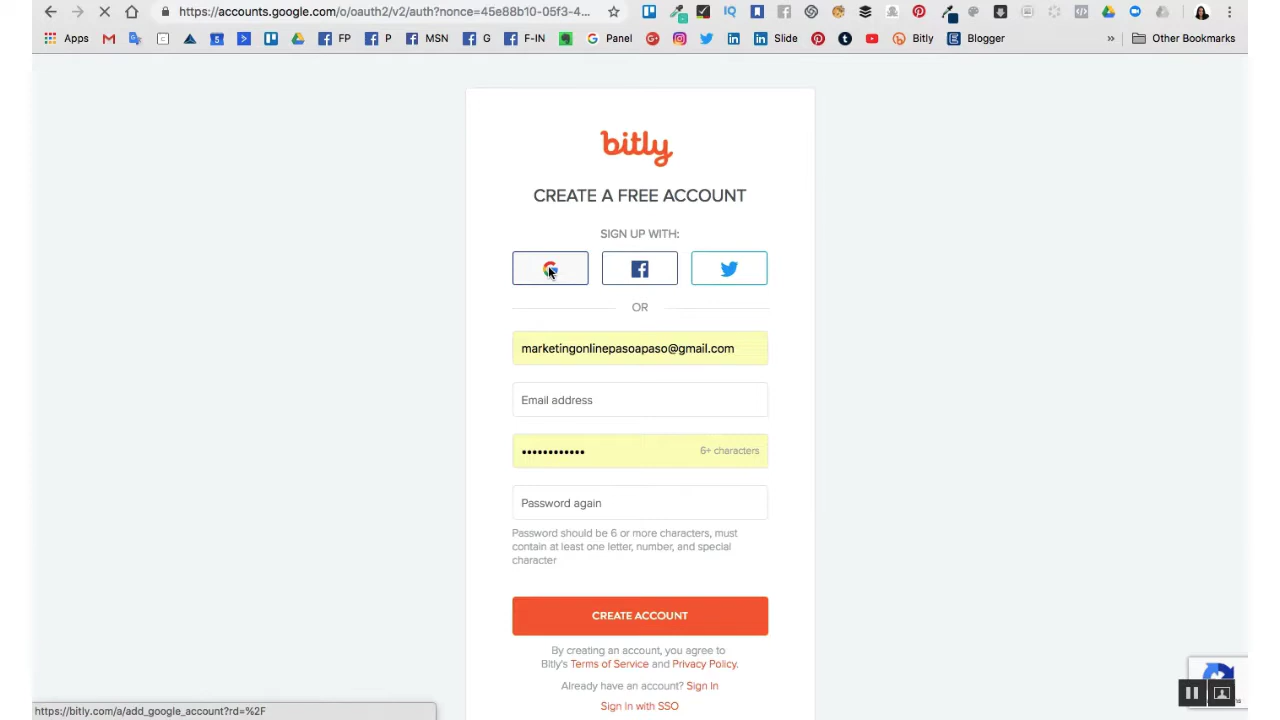 https://accounts.google.com/o/oauth2/v2/auth?nonce=45e88b10-05f3-4...
Apps FP P MSN G F-IN Panel Slide Bitly Blogger » Other Bookmarks
bitly
CREATE A FREE ACCOUNT
SIGN UP WITH:
OR
marketingonlinepasoapaso@gmail.com
Email address
•••••••••••• 6+ characters
Password again
Password should be 6 or more characters, must
contain at least one letter, number, and special
character
CREATE ACCOUNT
By creating an account, you agree to
Bitly's Terms of Service and Privacy Policy.
Already have an account? Sign In
Sign In with SSO
https://bitly.com/a/add_google_account?rd=%2F